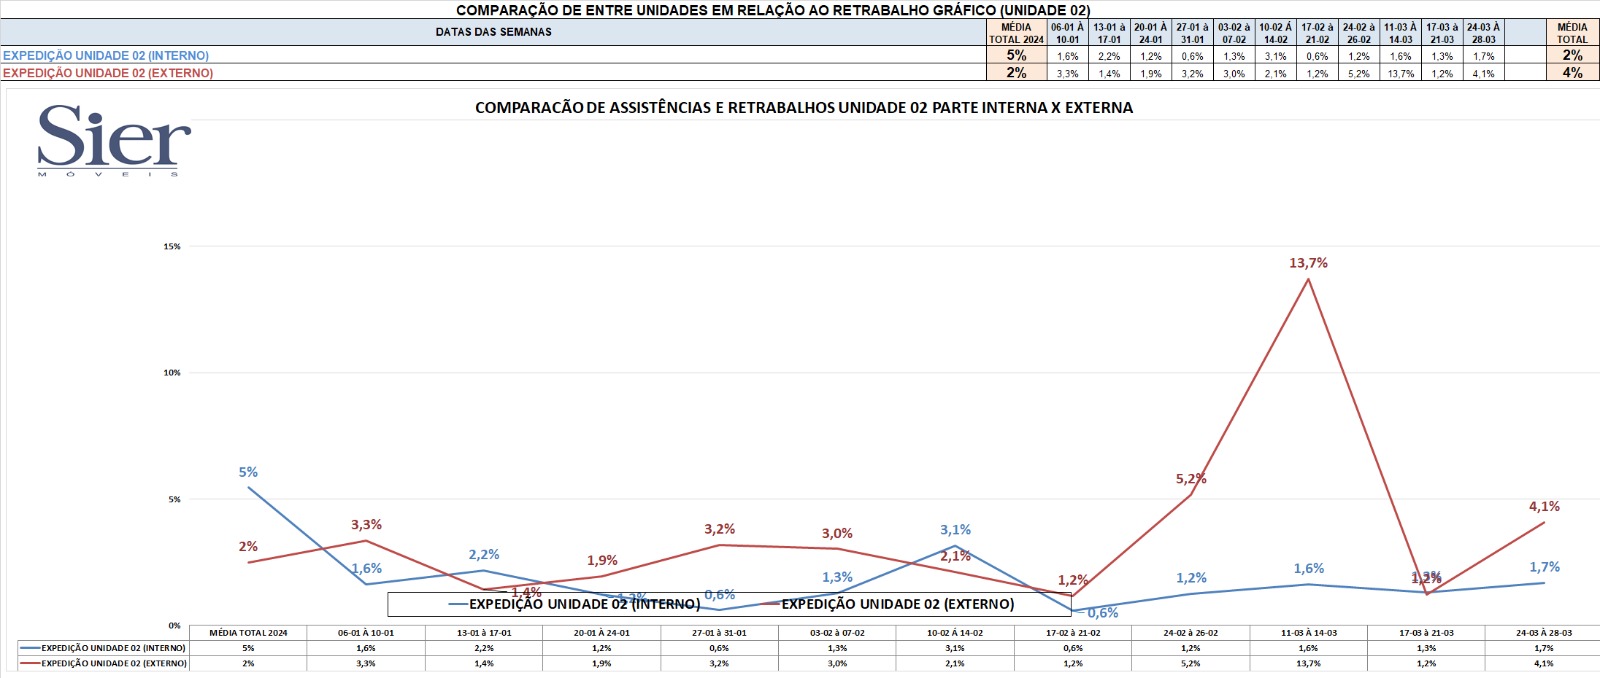 COMPARAÇÃO DE ENTRE UNIDADES EM RELAÇÃO AO RETRABALHO GRÁFICO (UNIDADE 02)
DATAS DAS SEMANAS MÉDIA TOTAL 2024 06-01 À 10-01 13-01 à 17-01 20-01 À 24-01 27-01 à 31-01 03-02 à 07-02 10-02 À 14-02 17-02 à 21-02 24-02 à 26-02 11-03 À 14-03 17-03 à 21-03 24-03 À 28-03 MÉDIA TOTAL
EXPEDIÇÃO UNIDADE 02 (INTERNO) 5% 1,6% 2,2% 1,2% 0,6% 1,3% 3,1% 0,6% 1,2% 1,6% 1,3% 1,7% 2%
EXPEDIÇÃO UNIDADE 02 (EXTERNO) 2% 3,3% 1,4% 1,9% 3,2% 3,0% 2,1% 1,2% 5,2% 13,7% 1,2% 4,1% 4%
COMPARACÃO DE ASSISTÊNCIAS E RETRABALHOS UNIDADE 02 PARTE INTERNA X EXTERNA
Sier
MÓVEIS
15%
13,7%
10%
5%
5,2%
5%
4,1%
3,3%
3,2%
3,0%
3,1%
2%
2,2%
1,9%
2,1%
1,6%
1,3%
1,2%
1,2%
1,6%
1,3%
1,2%
1,7%
1,4%
1,2%
0,6%
0,6%
EXPEDIÇÃO UNIDADE 02 (INTERNO) EXPEDIÇÃO UNIDADE 02 (EXTERNO)
0%
MÉDIA TOTAL 2024 06-01 À 10-01 13-01 à 17-01 20-01 À 24-01 27-01 à 31-01 03-02 à 07-02 10-02 À 14-02 17-02 à 21-02 24-02 à 26-02 11-03 À 14-03 17-03 à 21-03 24-03 À 28-03
EXPEDIÇÃO UNIDADE 02 (INTERNO) 5% 1,6% 2,2% 1,2% 0,6% 1,3% 3,1% 0,6% 1,2% 1,6% 1,3% 1,7%
EXPEDIÇÃO UNIDADE 02 (EXTERNO) 2% 3,3% 1,4% 1,9% 3,2% 3,0% 2,1% 1,2% 5,2% 13,7% 1,2% 4,1%